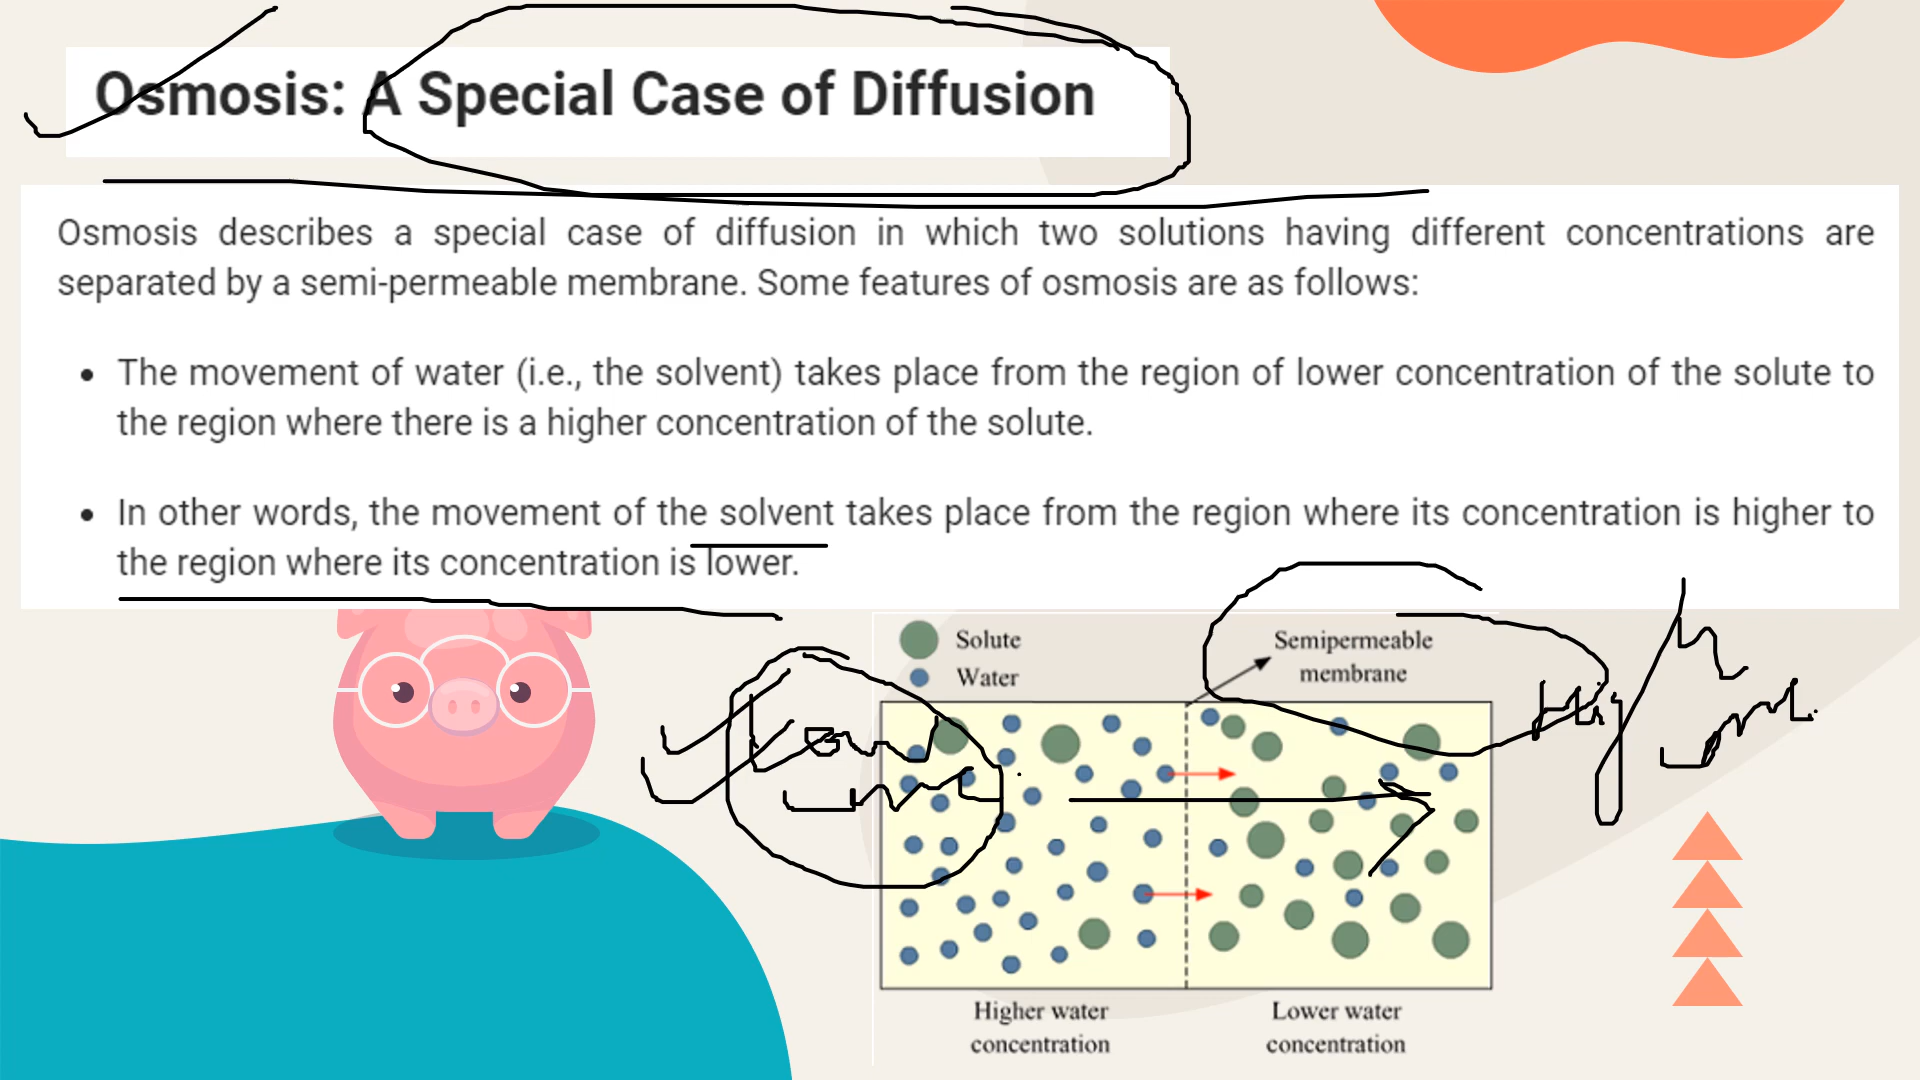 Osmosis: A Special Case of Diffusion
Osmosis describes a special case of diffusion in which two solutions having different concentrations are
separated by a semi-permeable membrane. Some features of osmosis are as follows:
• The movement of water (i.e., the solvent) takes place from the region of lower concentration of the solute to
the region where there is a higher concentration of the solute.
• In other words, the movement of the solvent takes place from the region where its concentration is higher to
the region where its concentration is lower.
Solute
Water
Semipermeable
membrane
Higher water
concentration
Lower water
concentration